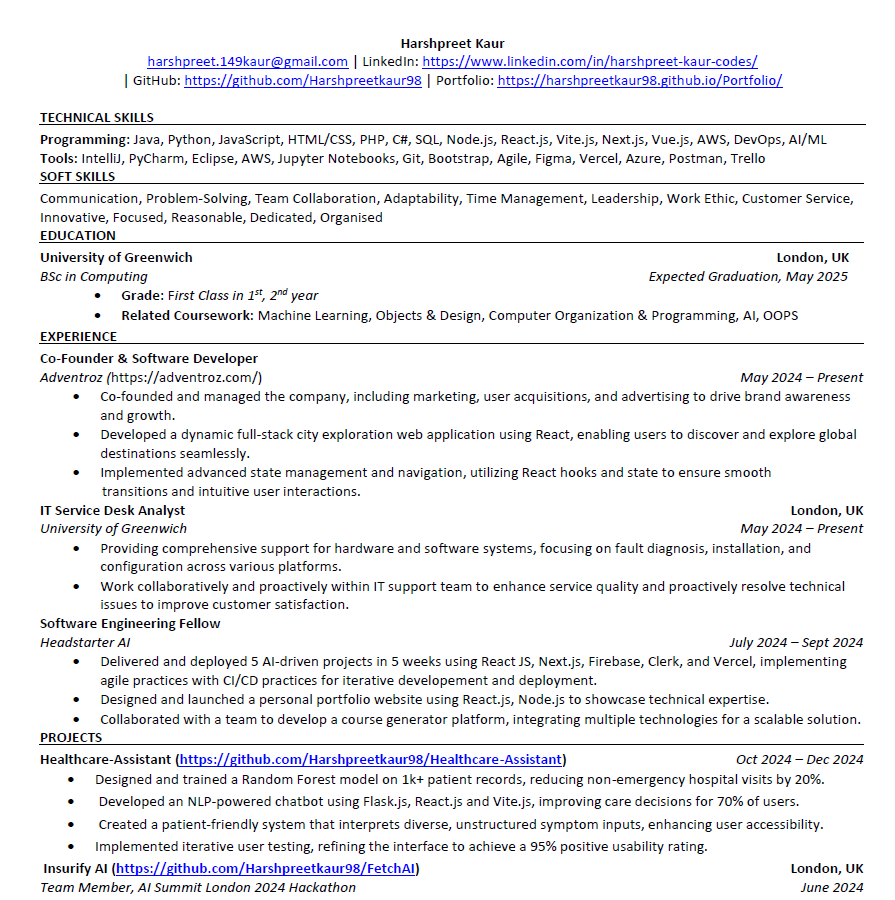 Harshpreet Kaur
harshpreet.149kaur@gmail.com | LinkedIn: https://www.linkedin.com/in/harshpreet-kaur-codes/
| GitHub: https://github.com/Harshpreetkaur98 | Portfolio: https://harshpreetkaur98.github.io/Portfolio/
TECHNICAL SKILLS
Programming: Java, Python, JavaScript, HTML/CSS, PHP, C#, SQL, Node.js, React.js, Vite.js, Next.js, Vue.js, AWS, DevOps, AI/ML
Tools: IntelliJ, PyCharm, Eclipse, AWS, Jupyter Notebooks, Git, Bootstrap, Agile, Figma, Vercel, Azure, Postman, Trello
SOFT SKILLS
Communication, Problem-Solving, Team Collaboration, Adaptability, Time Management, Leadership, Work Ethic, Customer Service,
Innovative, Focused, Reasonable, Dedicated, Organised
EDUCATION
University of Greenwich London, UK
BSc in Computing Expected Graduation, May 2025
• Grade: First Class in 1st, 2nd year
• Related Coursework: Machine Learning, Objects & Design, Computer Organization & Programming, AI, OOPS
EXPERIENCE
Co-Founder & Software Developer
Adventroz (https://adventroz.com/) May 2024 – Present
• Co-founded and managed the company, including marketing, user acquisitions, and advertising to drive brand awareness
and growth.
• Developed a dynamic full-stack city exploration web application using React, enabling users to discover and explore global
destinations seamlessly.
• Implemented advanced state management and navigation, utilizing React hooks and state to ensure smooth
transitions and intuitive user interactions.
IT Service Desk Analyst London, UK
University of Greenwich May 2024 – Present
• Providing comprehensive support for hardware and software systems, focusing on fault diagnosis, installation, and
configuration across various platforms.
• Work collaboratively and proactively within IT support team to enhance service quality and proactively resolve technical
issues to improve customer satisfaction.
Software Engineering Fellow
Headstarter AI July 2024 – Sept 2024
• Delivered and deployed 5 AI-driven projects in 5 weeks using React JS, Next.js, Firebase, Clerk, and Vercel, implementing
agile practices with CI/CD practices for iterative developement and deployment.
• Designed and launched a personal portfolio website using React.js, Node.js to showcase technical expertise.
• Collaborated with a team to develop a course generator platform, integrating multiple technologies for a scalable solution.
PROJECTS
Healthcare-Assistant (https://github.com/Harshpreetkaur98/Healthcare-Assistant) Oct 2024 – Dec 2024
• Designed and trained a Random Forest model on 1k+ patient records, reducing non-emergency hospital visits by 20%.
• Developed an NLP-powered chatbot using Flask.js, React.js and Vite.js, improving care decisions for 70% of users.
• Created a patient-friendly system that interprets diverse, unstructured symptom inputs, enhancing user accessibility.
• Implemented iterative user testing, refining the interface to achieve a 95% positive usability rating.
Insurify AI (https://github.com/Harshpreetkaur98/FetchAI) London, UK
Team Member, AI Summit London 2024 Hackathon June 2024